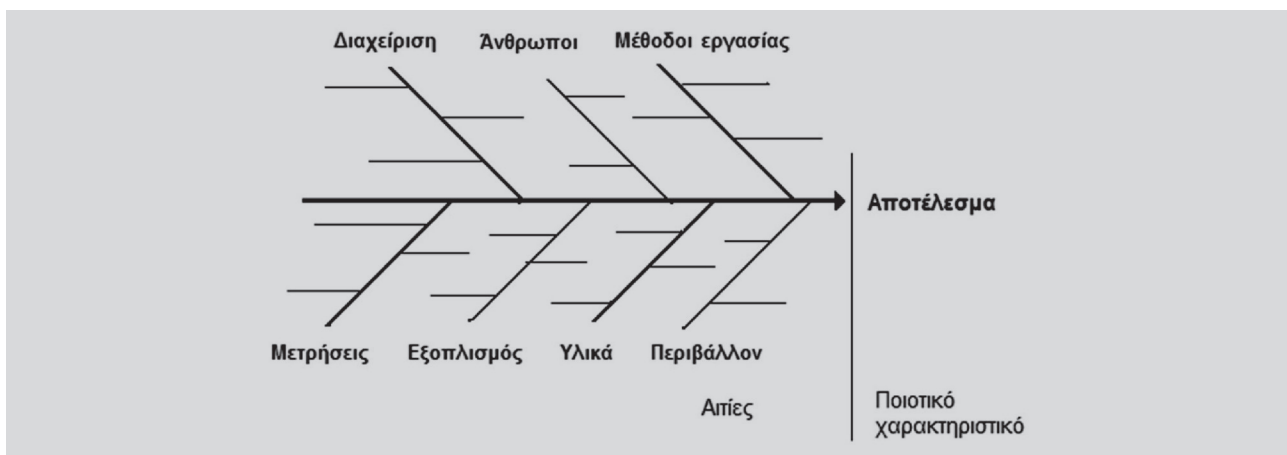 Διαχείριση
Άνθρωποι
Μέθοδοι εργασίας
Αποτέλεσμα
Μετρήσεις
Εξοπλισμός
Υλικά
Περιβάλλον
Αιτίες
Ποιοτικό
χαρακτηριστικό